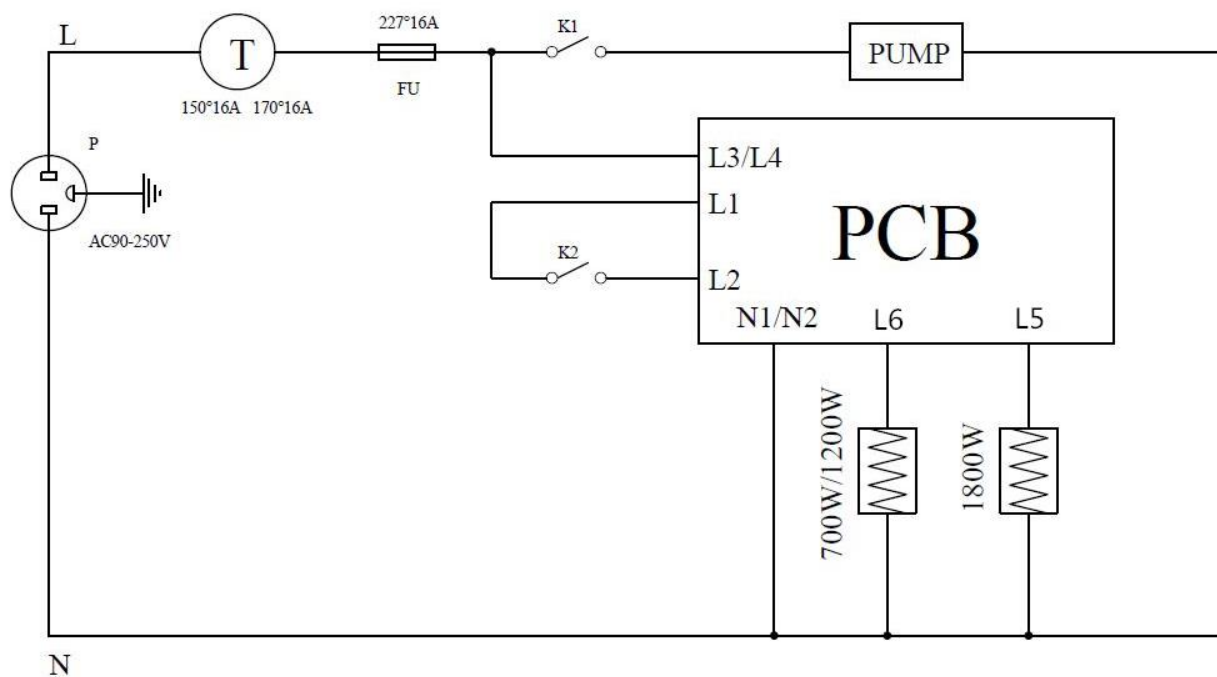 L
T
150°16A 170°16A
227°16A
FU
K1
PUMP
P
AC90-250V
L3/L4
L1
K2
L2
PCB
N1/N2 L6 L5
700W/1200W
1800W
N